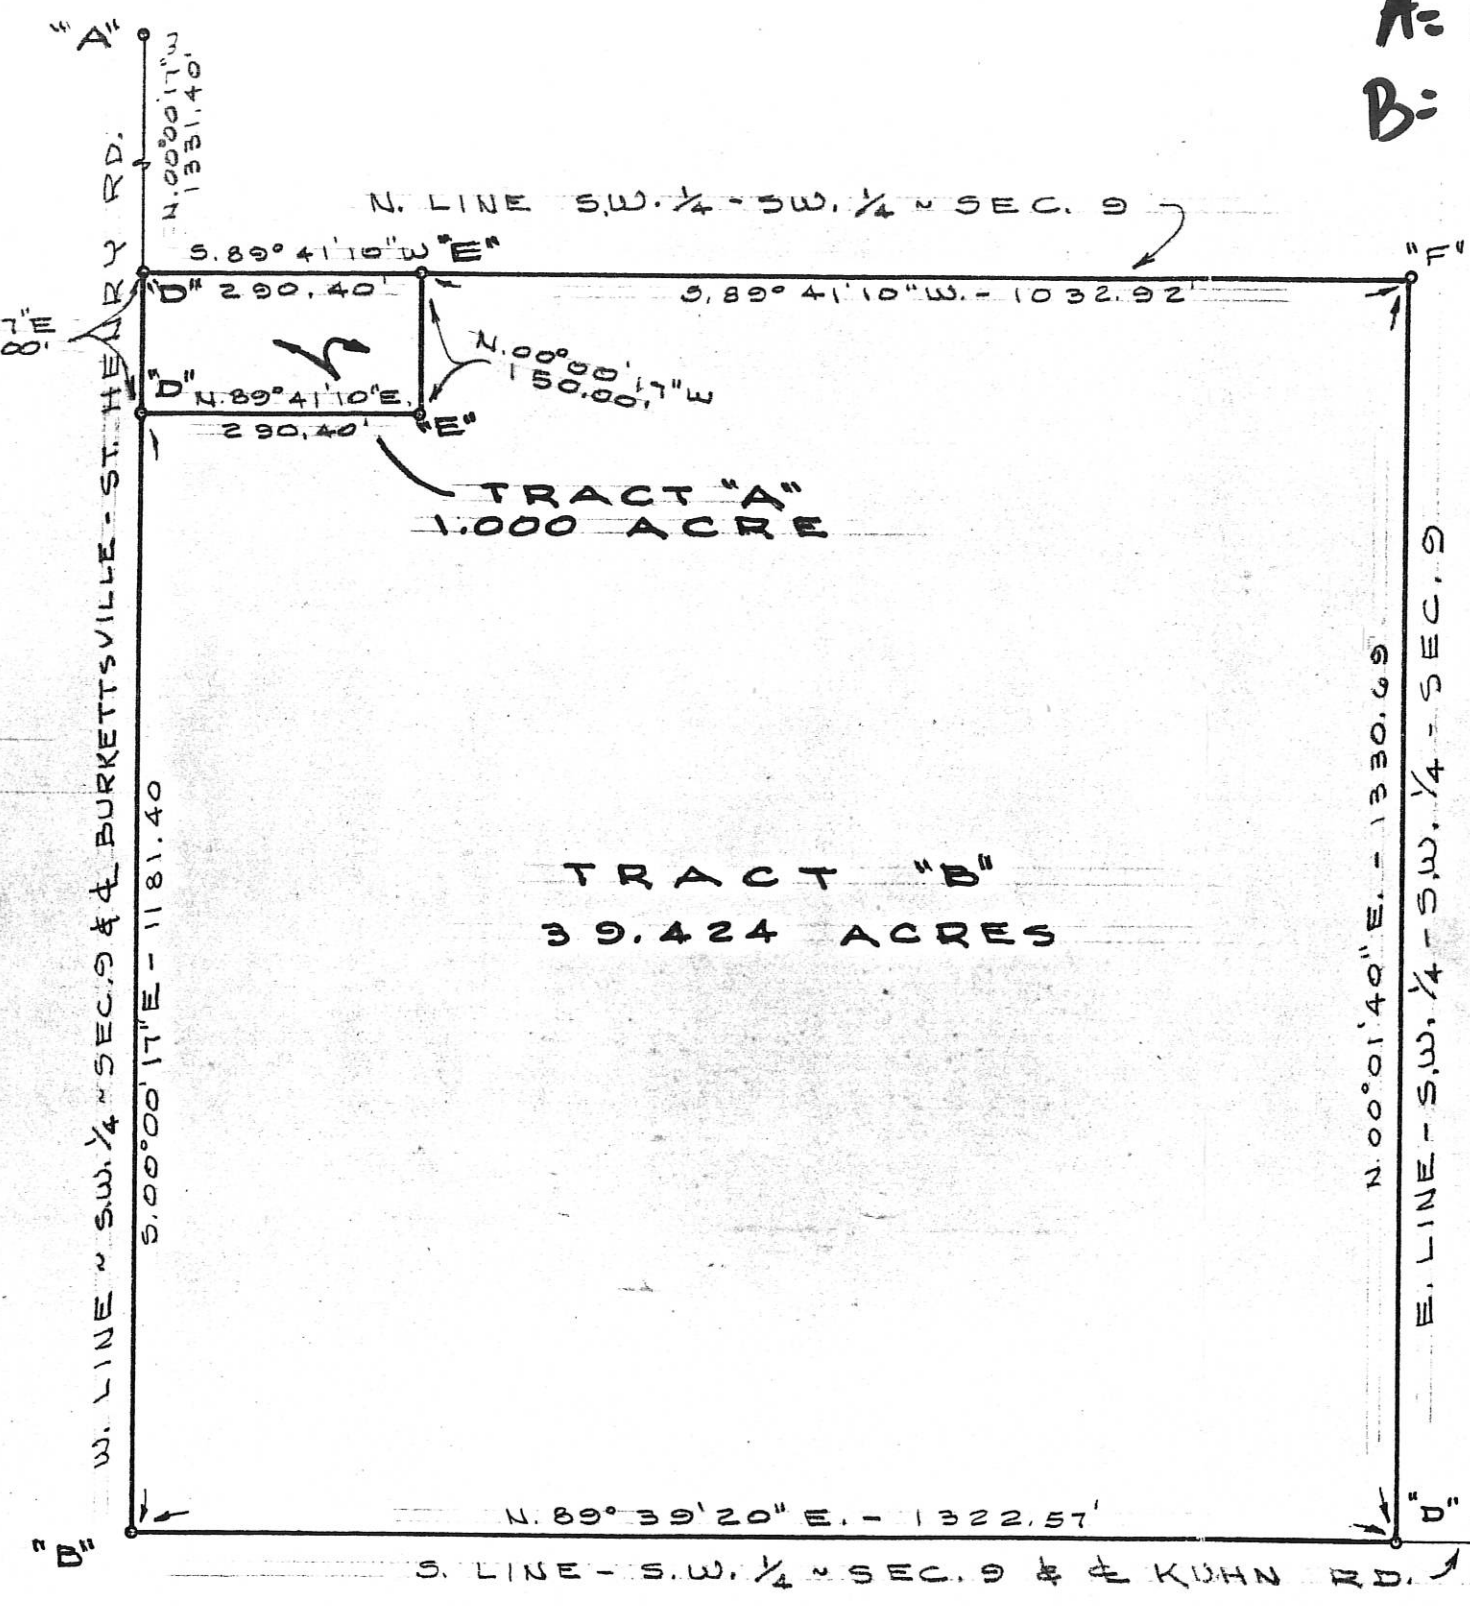 "A"
A=
B=
N.00°00'17"W
1331.40'
N. LINE S.W. ¼ - SW. ¼ ~ SEC. 9
S.89°41'10"W "E"
"F"
"D" 290.40'
S.89°41'10"W. - 1032.92'
7"E
00'
N.00°00'17"W
150.00'
"D" N.89°41'10"E.
290.40' "E"
TRACT "A"
1.000 ACRE
W. LINE ~ S.W. ¼ ~ SEC. 9 & ℄ BURKETTSVILLE - ST. HENRY RD.
S.00°00'17"E - 1181.40
TRACT "B"
39.424 ACRES
N.00°01'40"E. - 1330.69
E. LINE - S.W. ¼ - S.W. ¼ - SEC. 9
N. 89°39'20" E. - 1322.57'
"B"
"D"
S. LINE - S.W. ¼ ~ SEC. 9 & ℄ KUHN RD.